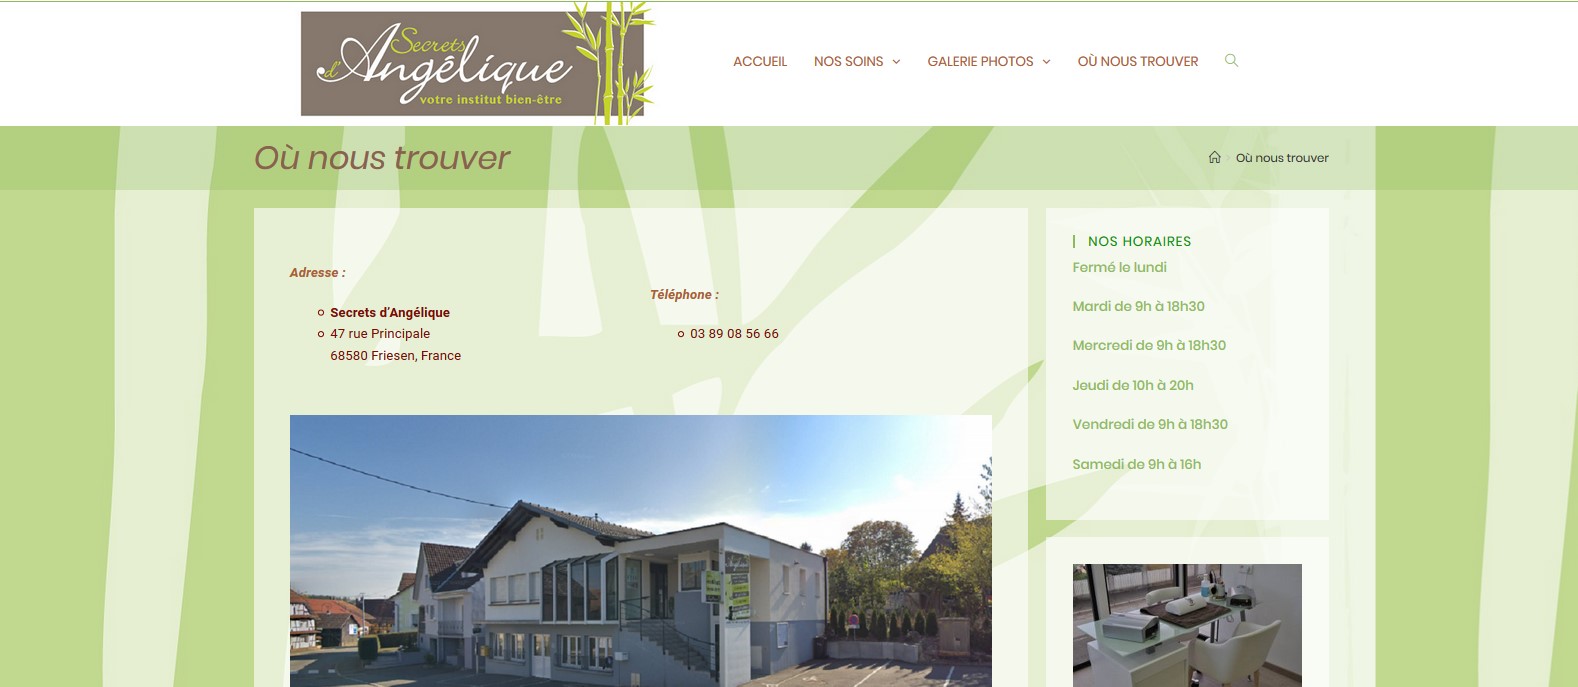 Secrets
d'Angélique
votre institut bien-être
ACCUEIL
NOS SOINS
GALERIE PHOTOS
OÙ NOUS TROUVER
Où nous trouver
Où nous trouver
Adresse :
Secrets d’Angélique
47 rue Principale
68580 Friesen, France
Téléphone :
03 89 08 56 66
NOS HORAIRES
Fermé le lundi
Mardi de 9h à 18h30
Mercredi de 9h à 18h30
Jeudi de 10h à 20h
Vendredi de 9h à 18h30
Samedi de 9h à 16h